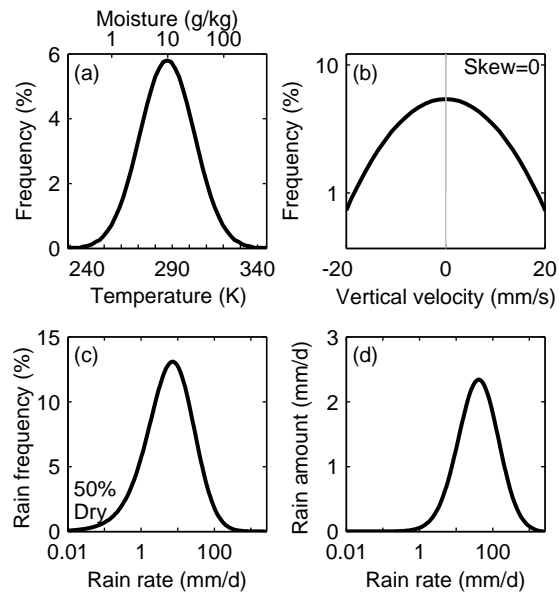 Moisture (g/kg)
1 10 100
(a)
Frequency (%)
6
4
2
0
240 290 340
Temperature (K)
(b)
Skew=0
Frequency (%)
10
1
-20 0 20
Vertical velocity (mm/s)
(c)
Rain frequency (%)
15
10
5
0
50%
Dry
0.01 1 100
Rain rate (mm/d)
(d)
Rain amount (mm/d)
3
2
1
0
0.01 1 100
Rain rate (mm/d)